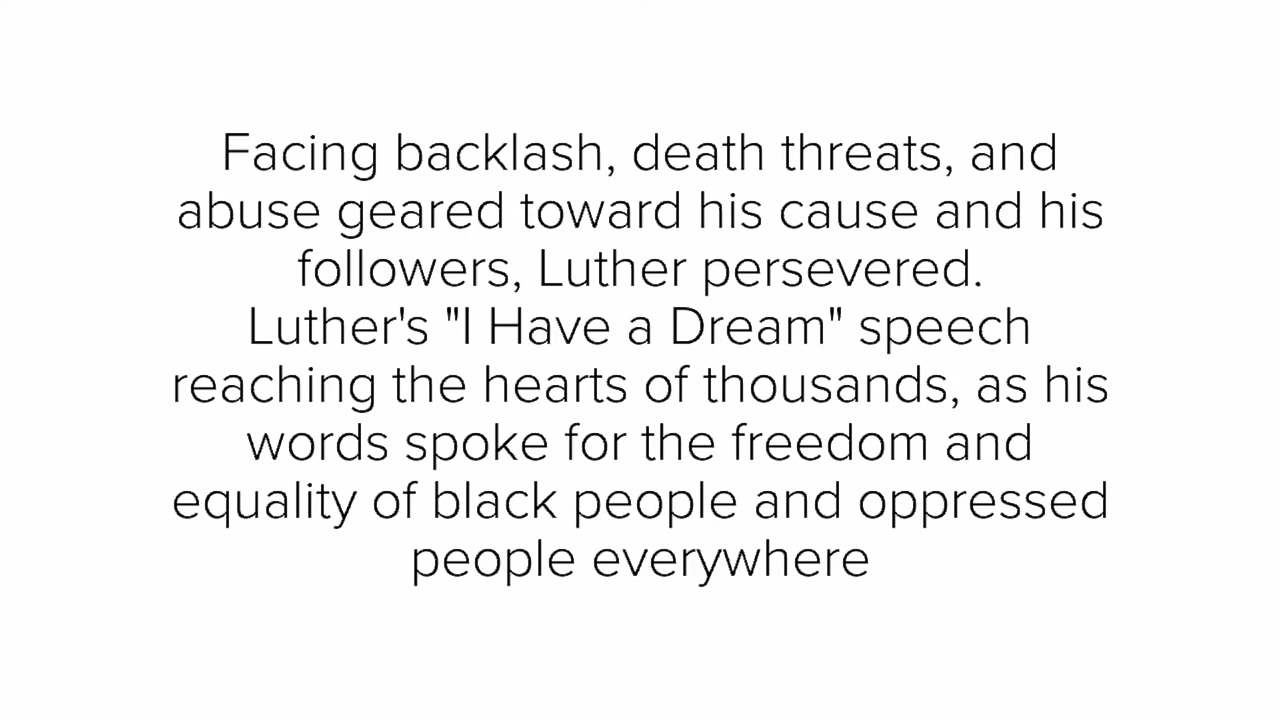 Facing backlash, death threats, and
abuse geared toward his cause and his
followers, Luther persevered.
Luther's "I Have a Dream" speech
reaching the hearts of thousands, as his
words spoke for the freedom and
equality of black people and oppressed
people everywhere